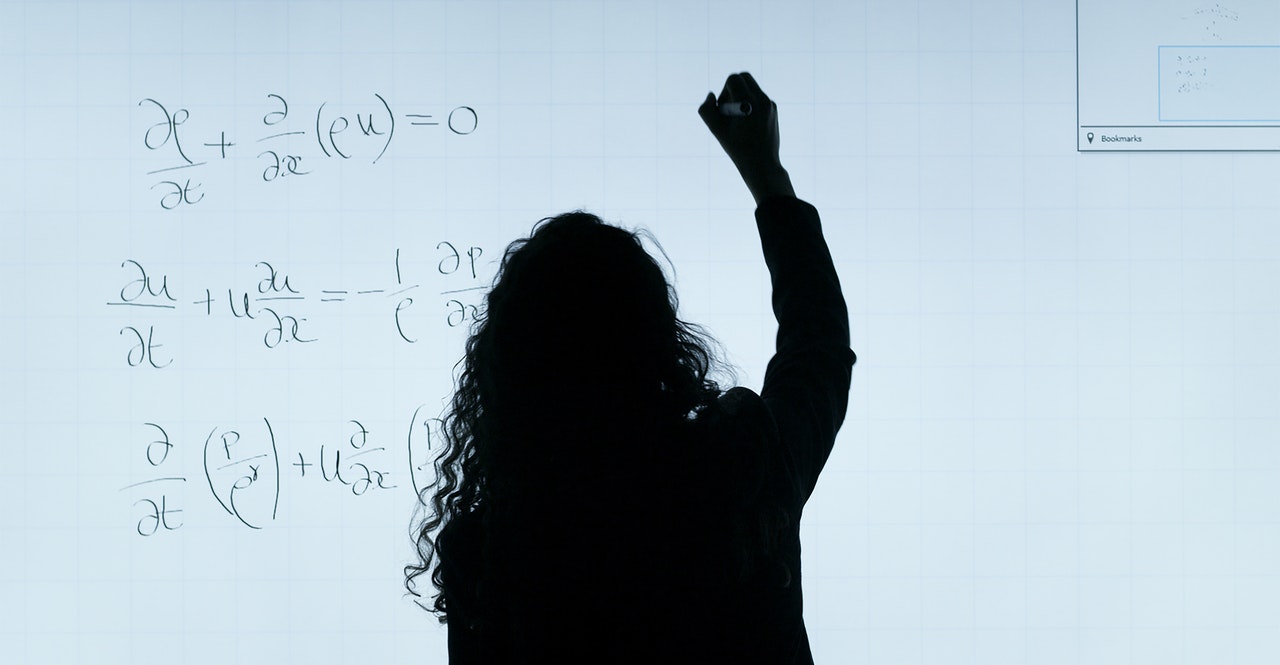 ∂ρ/∂t + ∂/∂x (ρu) = 0
∂u/∂t + u ∂u/∂x = - 1/ρ ∂p/∂x
∂/∂t (p/ρ^γ) + u ∂/∂x (p
Bookmarks